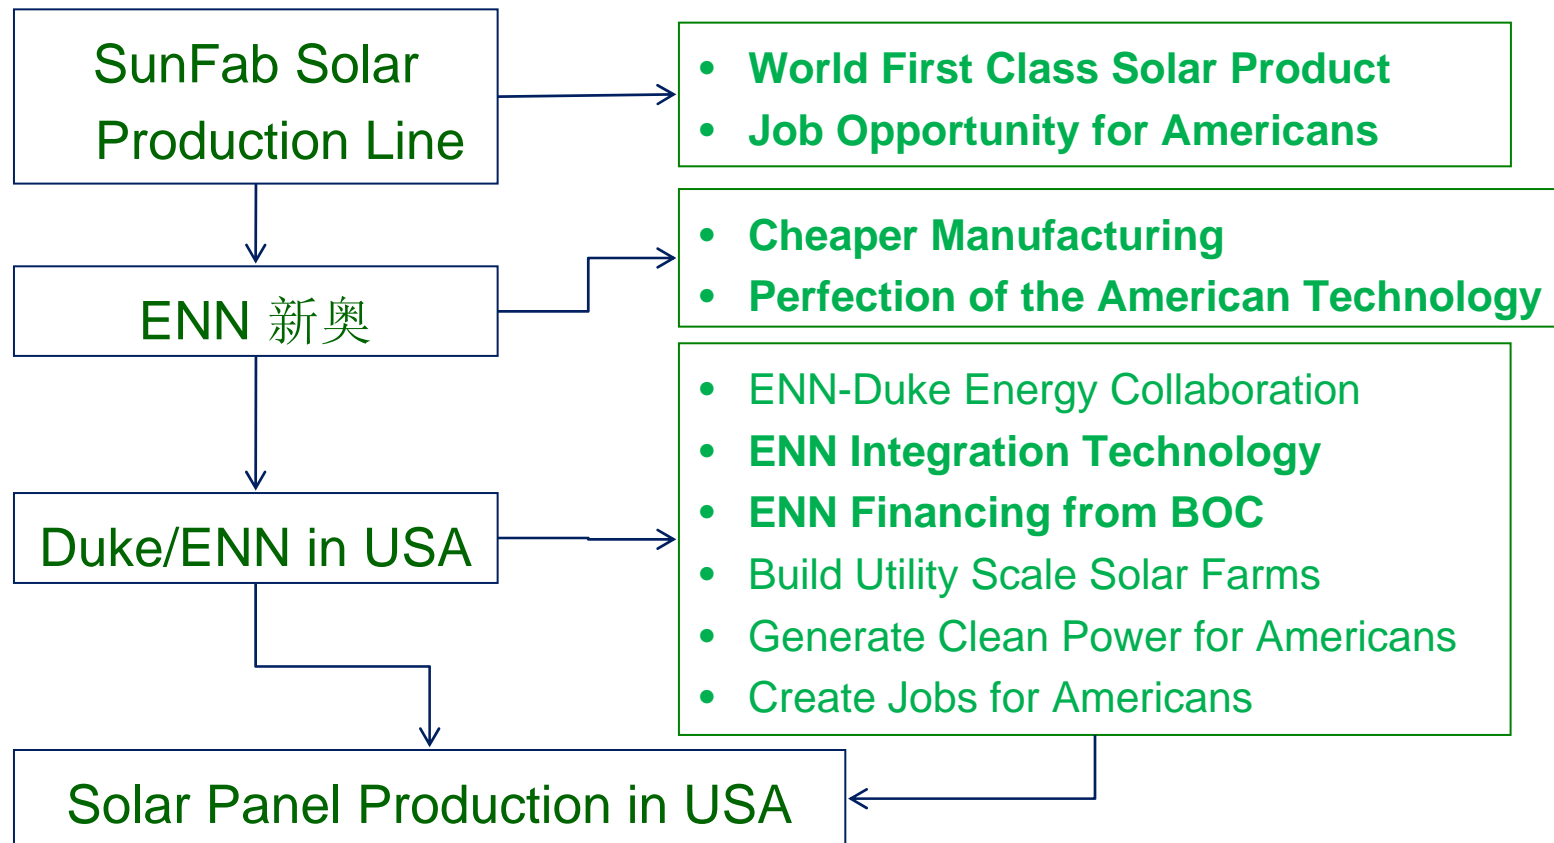 SunFab Solar
Production Line
• World First Class Solar Product
• Job Opportunity for Americans
ENN 新奥
• Cheaper Manufacturing
• Perfection of the American Technology
Duke/ENN in USA
• ENN-Duke Energy Collaboration
• ENN Integration Technology
• ENN Financing from BOC
• Build Utility Scale Solar Farms
• Generate Clean Power for Americans
• Create Jobs for Americans
Solar Panel Production in USA